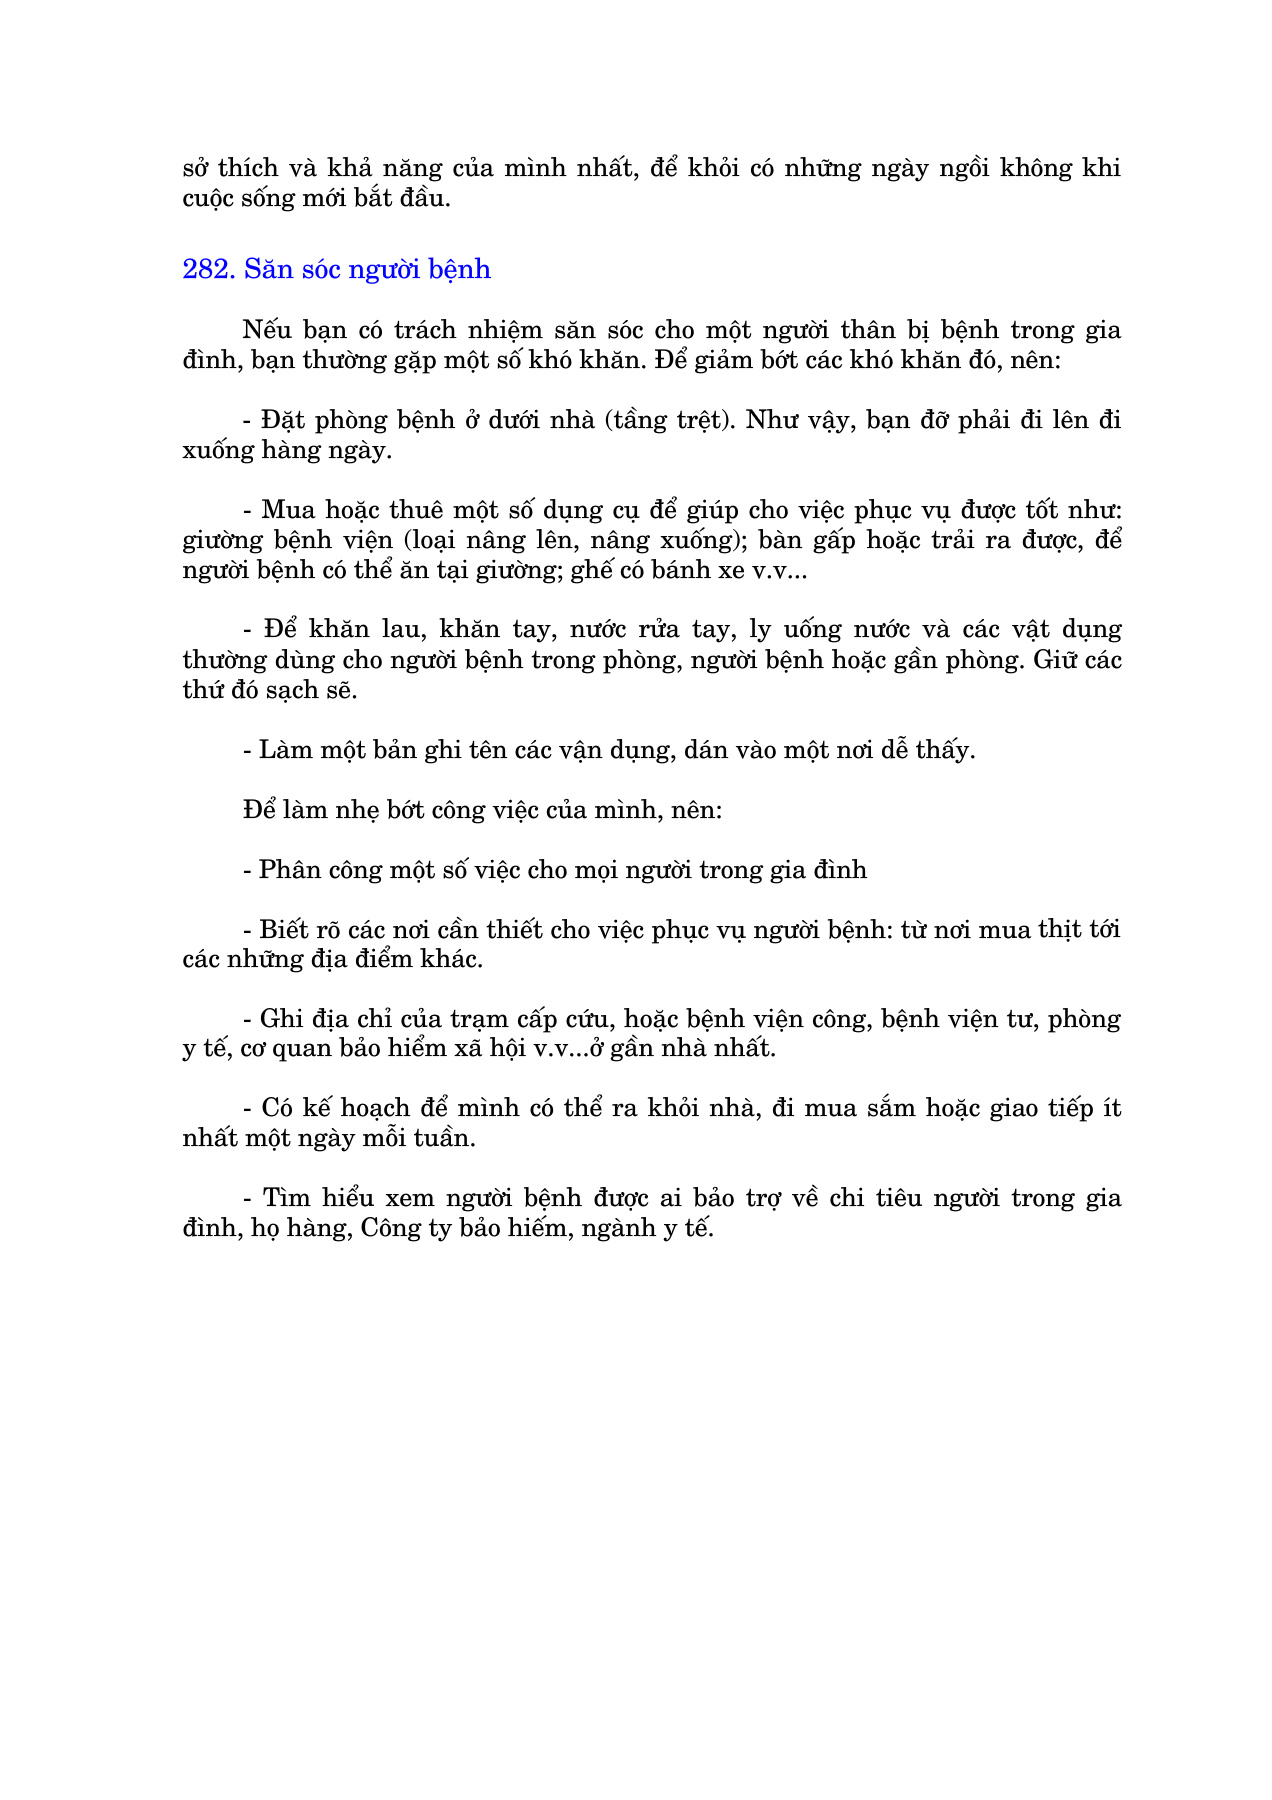 sở thích và khả năng của mình nhất, để khỏi có những ngày ngồi không khi
cuộc sống mới bắt đầu.
282. Săn sóc người bệnh
Nếu bạn có trách nhiệm săn sóc cho một người thân bị bệnh trong gia
đình, bạn thường gặp một số khó khăn. Để giảm bớt các khó khăn đó, nên:
- Đặt phòng bệnh ở dưới nhà (tầng trệt). Như vậy, bạn đỡ phải đi lên đi
xuống hàng ngày.
- Mua hoặc thuê một số dụng cụ để giúp cho việc phục vụ được tốt như:
giường bệnh viện (loại nâng lên, nâng xuống); bàn gấp hoặc trải ra được, để
người bệnh có thể ăn tại giường; ghế có bánh xe v.v...
- Để khăn lau, khăn tay, nước rửa tay, ly uống nước và các vật dụng
thường dùng cho người bệnh trong phòng, người bệnh hoặc gần phòng. Giữ các
thứ đó sạch sẽ.
- Làm một bản ghi tên các vận dụng, dán vào một nơi dễ thấy.
Để làm nhẹ bớt công việc của mình, nên:
- Phân công một số việc cho mọi người trong gia đình
- Biết rõ các nơi cần thiết cho việc phục vụ người bệnh: từ nơi mua thịt tới
các những địa điểm khác.
- Ghi địa chỉ của trạm cấp cứu, hoặc bệnh viện công, bệnh viện tư, phòng
y tế, cơ quan bảo hiểm xã hội v.v...ở gần nhà nhất.
- Có kế hoạch để mình có thể ra khỏi nhà, đi mua sắm hoặc giao tiếp ít
nhất một ngày mỗi tuần.
- Tìm hiểu xem người bệnh được ai bảo trợ về chi tiêu người trong gia
đình, họ hàng, Công ty bảo hiếm, ngành y tế.